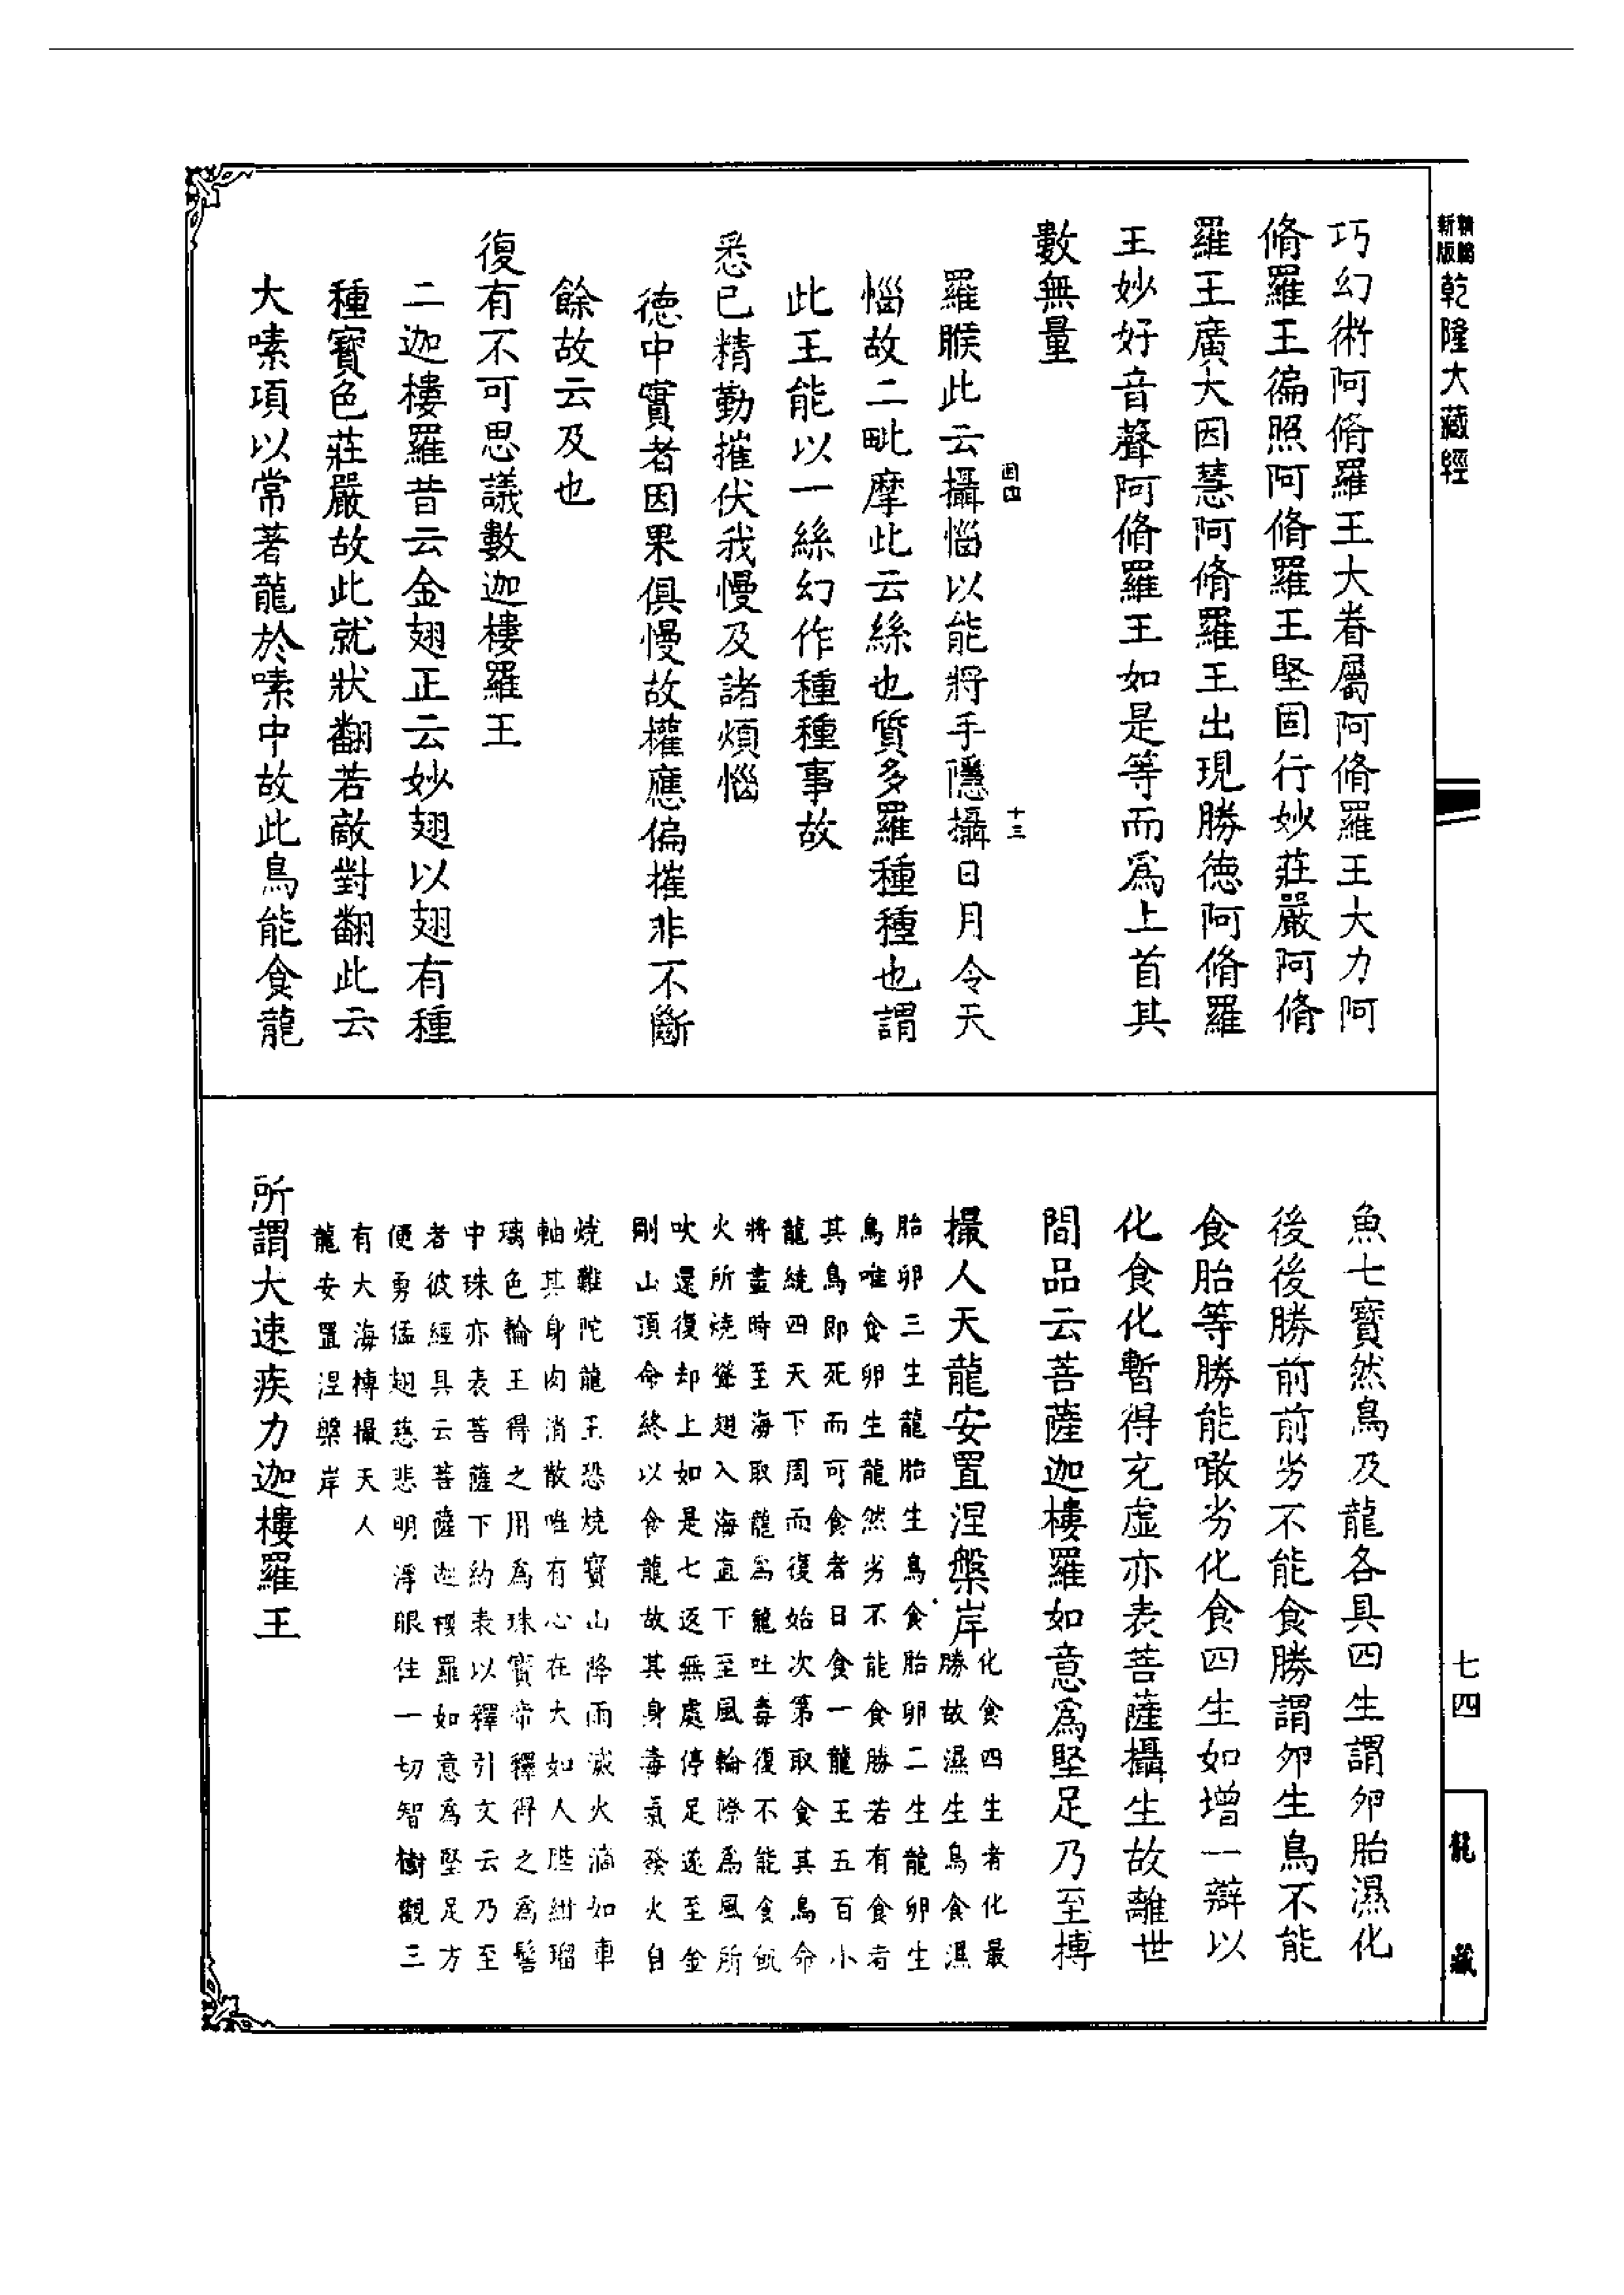 新版 精縮 乾隆大藏經
巧幻術阿脩羅王大眷屬阿脩羅王大力阿
脩羅王徧照阿脩羅王堅固行妙莊嚴阿脩
羅王廣大因慧阿脩羅王出現勝德阿脩羅
王妙好音聲阿脩羅王如是等而爲上首其
數無量
固四
十三
羅睺此云攝惱以能將手隱攝日月令天
惱故二毗摩此云絲也質多羅種種也謂
此王能以一絲幻作種種事故
悉已精勤摧伏我慢及諸煩惱
德中實者因果俱慢故權應偏摧非不斷
餘故云及也
復有不可思議數迦樓羅王
二迦樓羅昔云金翅正云妙翅以翅有種
種寶色莊嚴故此就狀翻若敵對翻此云
大嗉項以常著龍於嗉中故此鳥能食龍
七四
龍藏
魚七寶然鳥及龍各具四生謂卵胎濕化
後後勝前前劣不能食勝謂卵生鳥不能
食胎等勝能噉劣化食四生如增一辯以
化食化暫得充虛亦表菩薩攝生故離世
間品云菩薩迦樓羅如意爲堅足乃至搏
撮人天龍安置涅槃岸
化食四生者化最
勝故濕生鳥食濕
胎卵三生龍胎生鳥食胎卵二生龍卵生
鳥唯食卵生龍然劣不能食勝若有食者
其鳥即死而可食者日食一龍王五百小
龍繞四天下周而復始次第取食其鳥命
將盡時至海取龍爲龍吐毒復不能食飢
火所燒聳翅入海直下至風輪際爲風所
吹還復却上如是七返無處停足遂至金
剛山頂命終以食龍故其身毒氣發火自
燒難陀龍王恐燒寶山降雨滅火滴如車
軸其身肉消散唯有心在大如人䏶紺瑠
璃色輪王得之用爲珠寶帝釋得之爲髻
中珠亦表菩薩下約表以釋引文云乃至
者彼經具云菩薩迦樓羅如意爲堅足方
便勇猛翅慈悲明淨眼住一切智樹觀三
有大海搏撮天人
龍安置涅槃岸
所謂大速疾力迦樓羅王